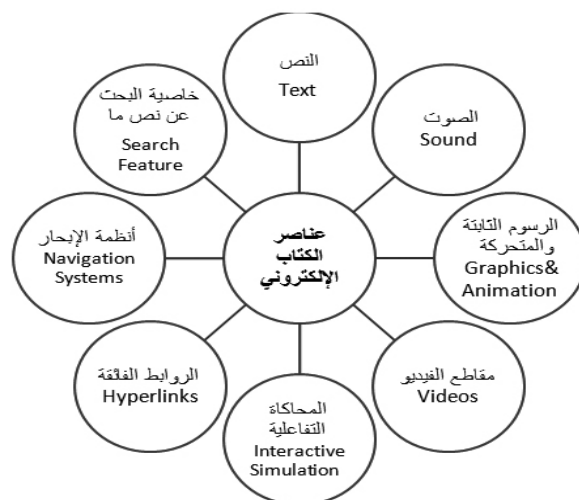 النص
Text
الصوت
Sound
الرسوم الثابتة
والمتحركة
Graphics&
Animation
مقاطع الفيديو
Videos
المحاكاة
التفاعلية
Interactive
Simulation
الروابط الفائقة
Hyperlinks
أنظمة الإبحار
Navigation
Systems
خاصية البحث
عن نص ما
Search
Feature
عناصر
الكتاب
الإلكتروني